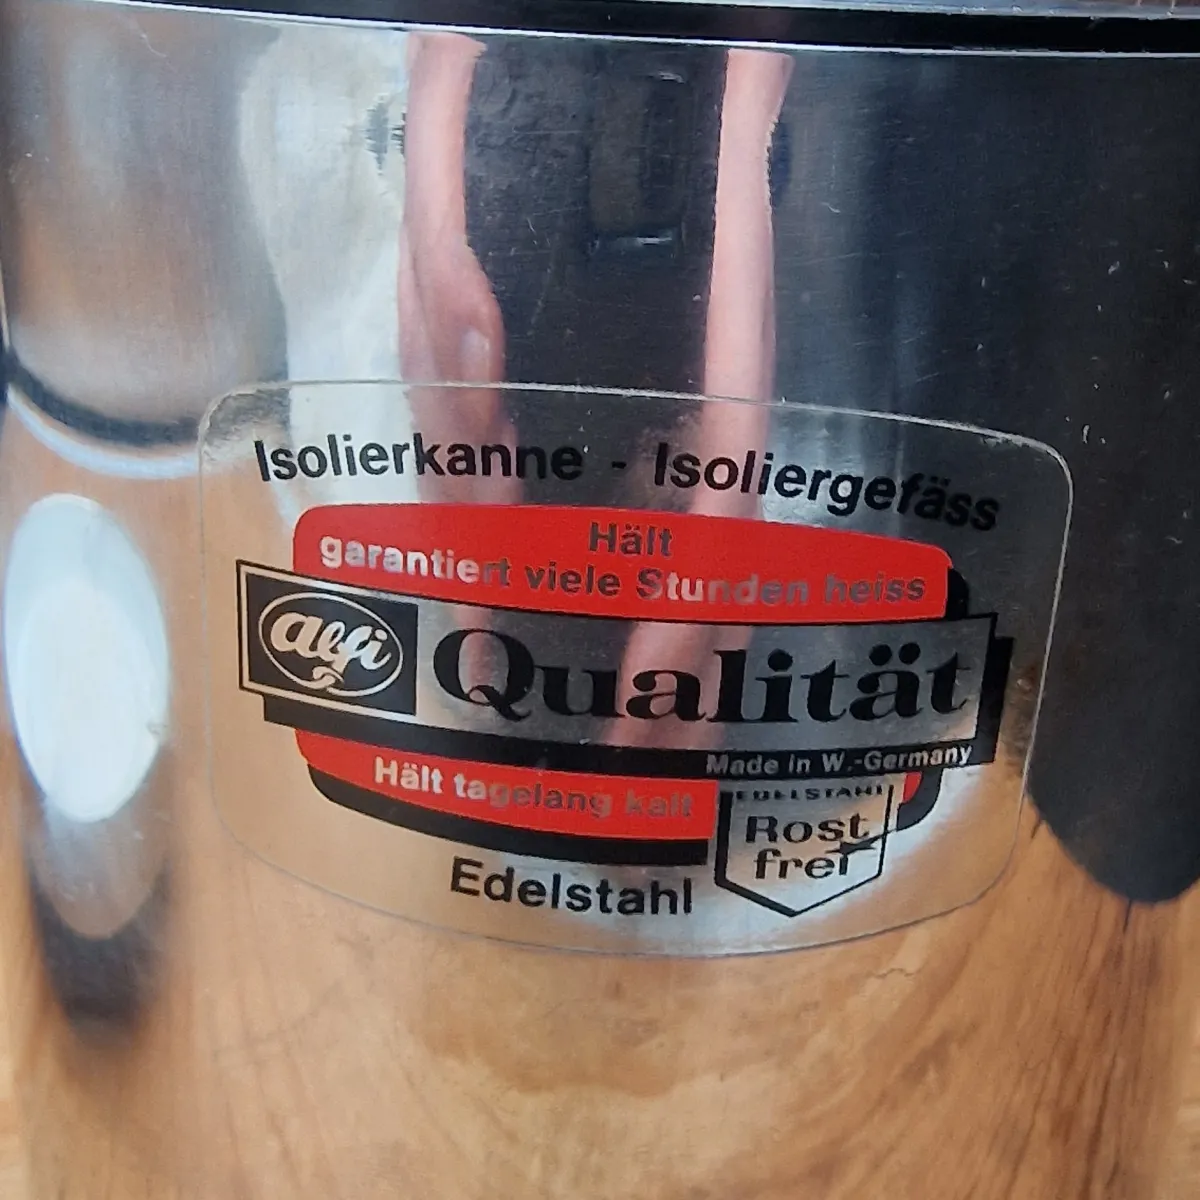 Isolierkanne - Isoliergefäss
Hält
garantiert viele Stunden heiss
alfi
Qualität
Made in W.-Germany
Hält tagelang kalt
EDELSTAHL
Rost
frei
Edelstahl